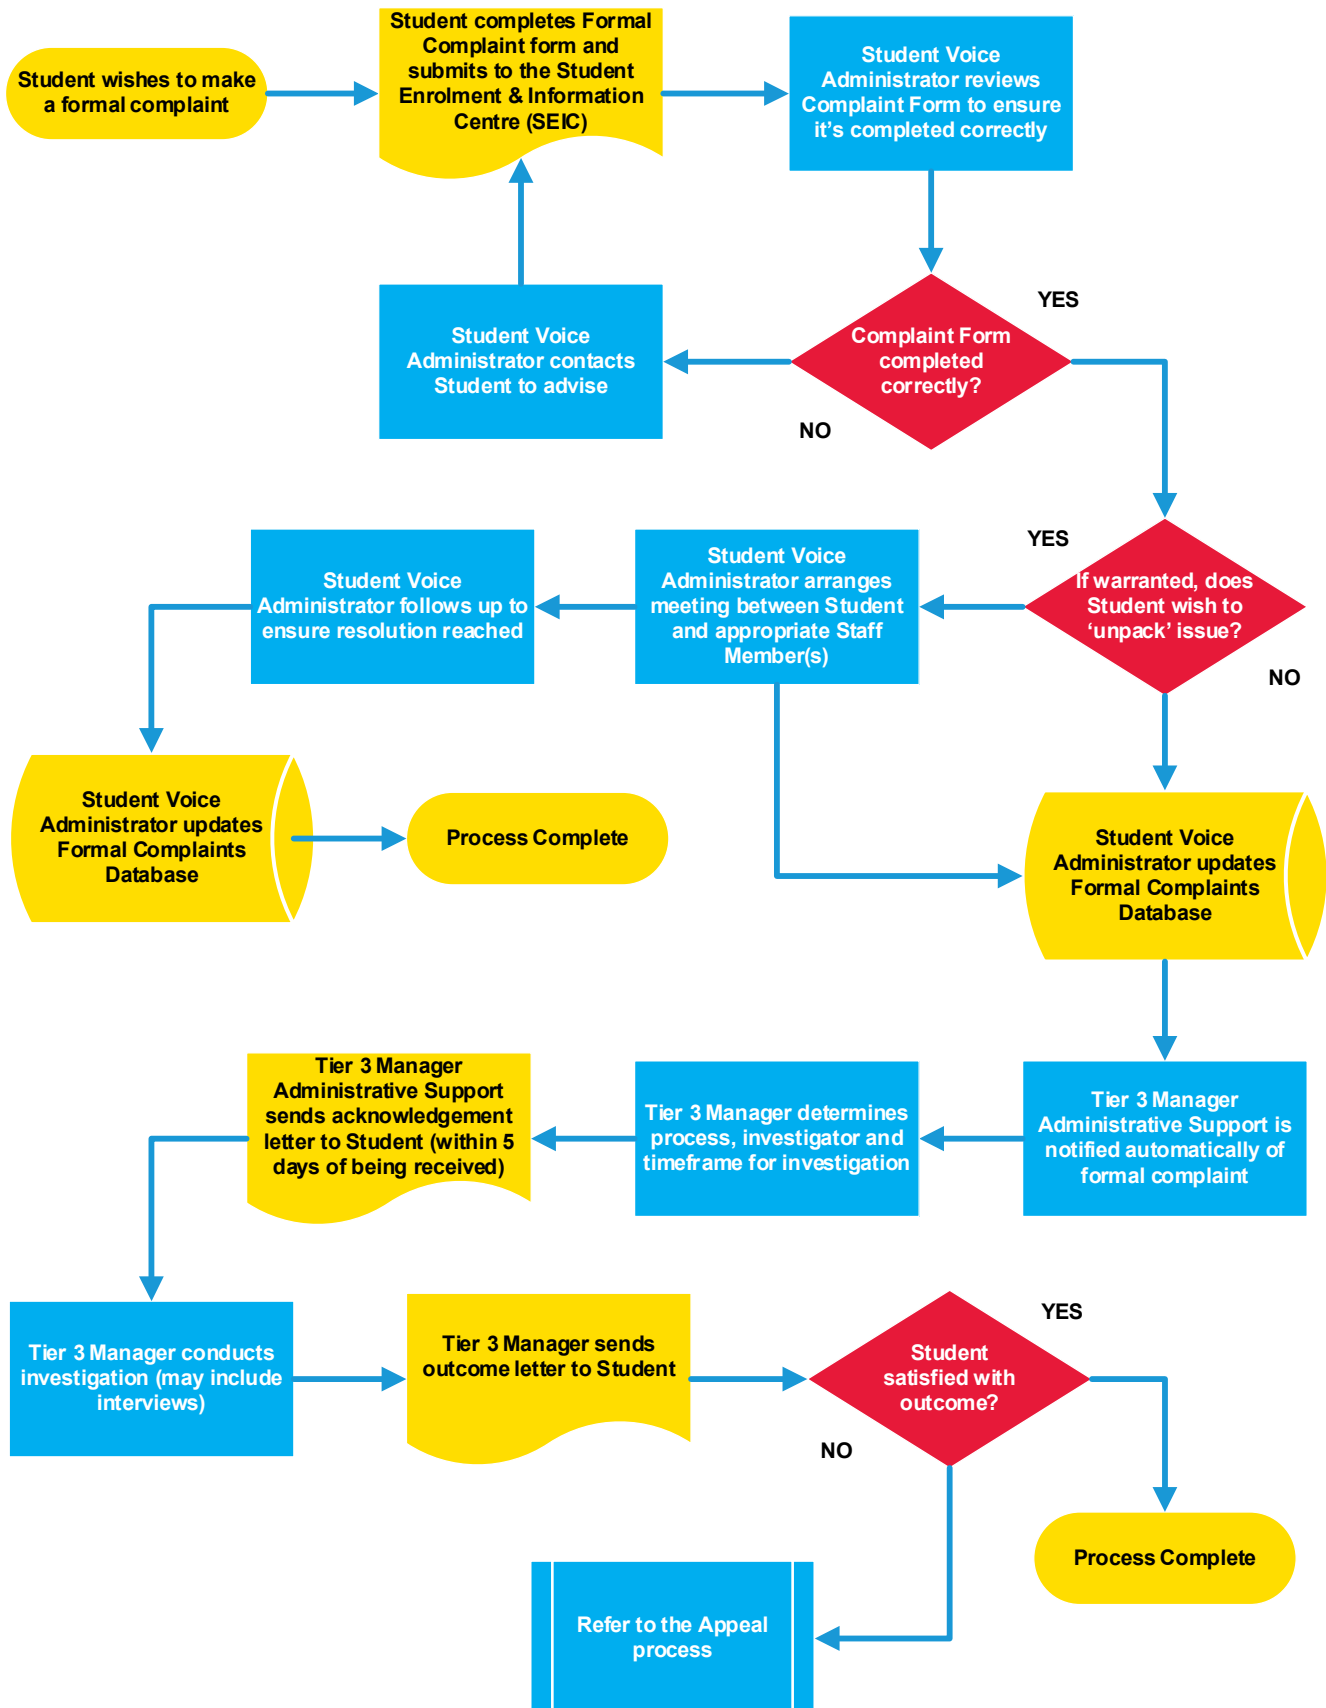 Student wishes to make
a formal complaint
Student completes Formal
Complaint form and
submits to the Student
Enrolment & Information
Centre (SEIC)
Student Voice
Administrator reviews
Complaint Form to ensure
it's completed correctly
Complaint Form
completed
correctly?
YES
NO
Student Voice
Administrator contacts
Student to advise
If warranted, does
Student wish to
‘unpack’ issue?
YES
NO
Student Voice
Administrator arranges
meeting between Student
and appropriate Staff
Member(s)
Student Voice
Administrator follows up to
ensure resolution reached
Student Voice
Administrator updates
Formal Complaints
Database
Process Complete
Student Voice
Administrator updates
Formal Complaints
Database
Tier 3 Manager
Administrative Support is
notified automatically of
formal complaint
Tier 3 Manager determines
process, investigator and
timeframe for investigation
Tier 3 Manager
Administrative Support
sends acknowledgement
letter to Student (within 5
days of being received)
Tier 3 Manager conducts
investigation (may include
interviews)
Tier 3 Manager sends
outcome letter to Student
Student
satisfied with
outcome?
YES
NO
Process Complete
Refer to the Appeal
process